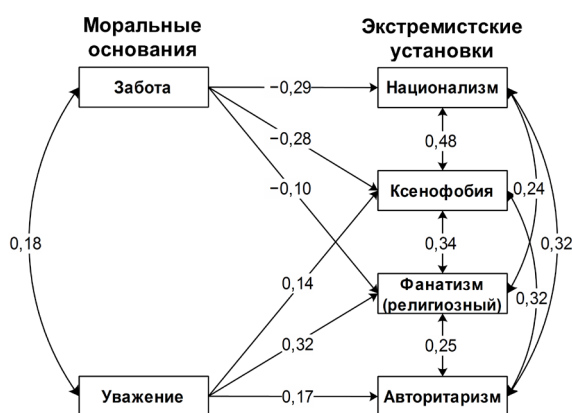 Моральные
основания
Экстремистские
установки
Забота
−0,29
Национализм
−0,28
0,48
−0,10
Ксенофобия
0,24
0,18
0,34
0,32
0,14
Фанатизм
(религиозный)
0,32
0,32
0,25
Уважение
0,17
Авторитаризм